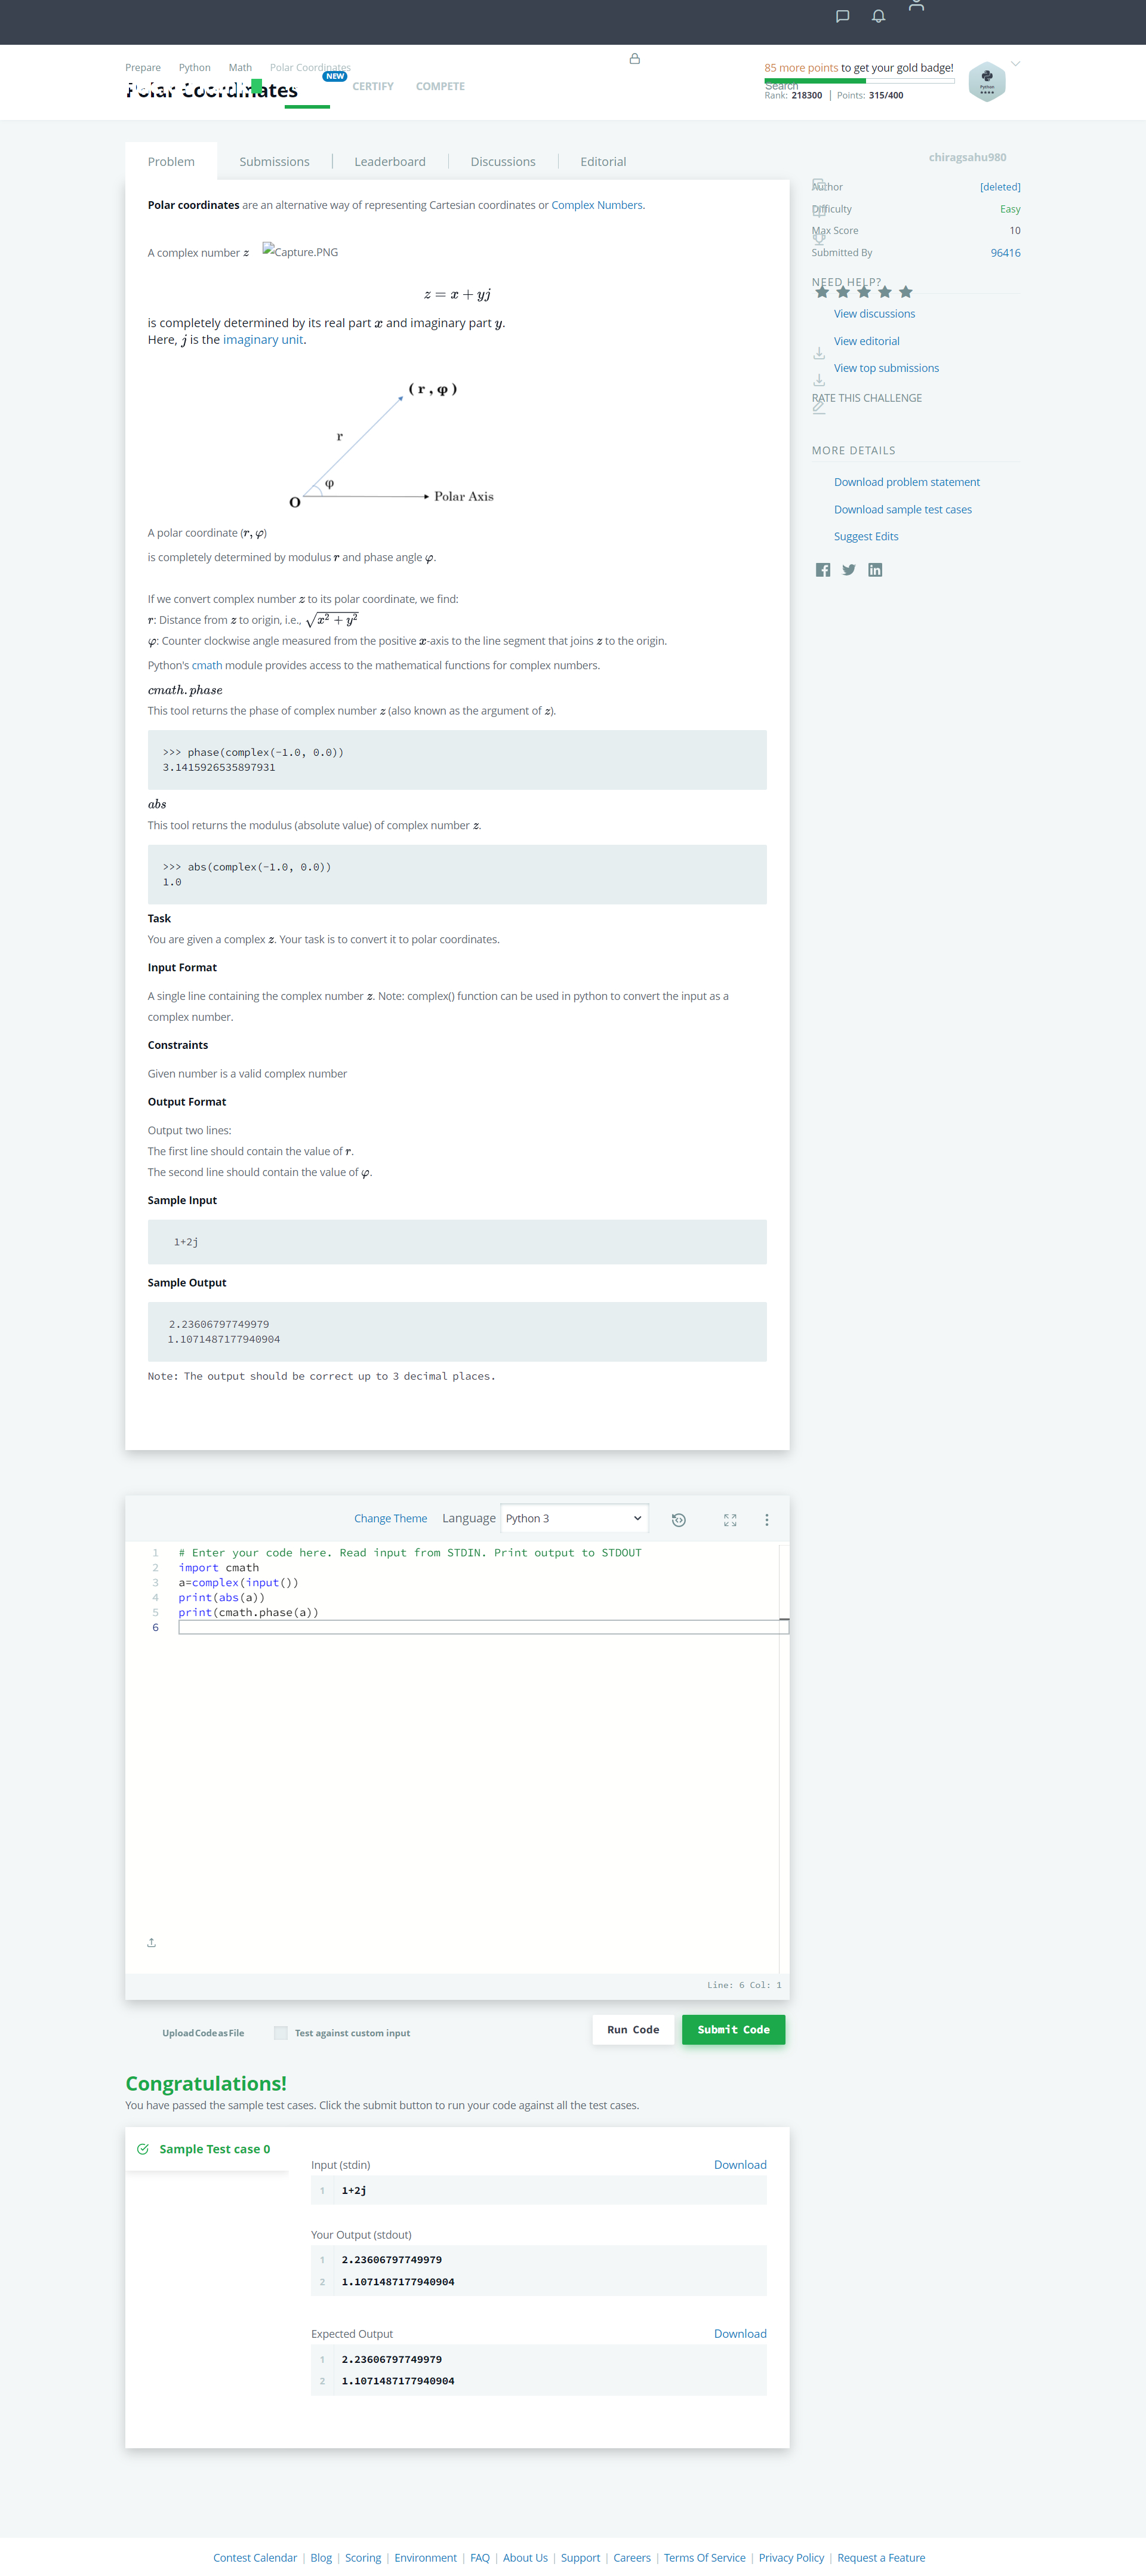 Prepare Python Math Polar Coordinates
Polar Coordinates
NEW
CERTIFY COMPETE
85 more points to get your gold badge!
Search
Rank: 218300 | Points: 315/400
Python
Problem Submissions Leaderboard Discussions Editorial
chiragsahu980
Polar coordinates are an alternative way of representing Cartesian coordinates or Complex Numbers.
A complex number z Capture.PNG
z = x + yj
is completely determined by its real part x and imaginary part y.
Here, j is the imaginary unit.
( r , φ )
r
φ
O
Polar Axis
A polar coordinate (r, φ)
is completely determined by modulus r and phase angle φ.
If we convert complex number z to its polar coordinate, we find:
r: Distance from z to origin, i.e., √x² + y²
φ: Counter clockwise angle measured from the positive x-axis to the line segment that joins z to the origin.
Python's cmath module provides access to the mathematical functions for complex numbers.
cmath.phase
This tool returns the phase of complex number z (also known as the argument of z).
>>> phase(complex(-1.0, 0.0))
3.1415926535897931
abs
This tool returns the modulus (absolute value) of complex number z.
>>> abs(complex(-1.0, 0.0))
1.0
Task
You are given a complex z. Your task is to convert it to polar coordinates.
Input Format
A single line containing the complex number z. Note: complex() function can be used in python to convert the input as a
complex number.
Constraints
Given number is a valid complex number
Output Format
Output two lines:
The first line should contain the value of r.
The second line should contain the value of φ.
Sample Input
1+2j
Sample Output
2.23606797749979
1.1071487177940904
Note: The output should be correct up to 3 decimal places.
Author [deleted]
Difficulty Easy
Max Score 10
Submitted By 96416
NEED HELP?
View discussions
View editorial
View top submissions
RATE THIS CHALLENGE
MORE DETAILS
Download problem statement
Download sample test cases
Suggest Edits
Change Theme Language Python 3
1 # Enter your code here. Read input from STDIN. Print output to STDOUT
2 import cmath
3 a=complex(input())
4 print(abs(a))
5 print(cmath.phase(a))
6
Line: 6 Col: 1
Upload Code as File Test against custom input Run Code Submit Code
Congratulations!
You have passed the sample test cases. Click the submit button to run your code against all the test cases.
Sample Test case 0
Input (stdin) Download
1 1+2j
Your Output (stdout)
1 2.23606797749979
2 1.1071487177940904
Expected Output Download
1 2.23606797749979
2 1.1071487177940904
Contest Calendar | Blog | Scoring | Environment | FAQ | About Us | Support | Careers | Terms Of Service | Privacy Policy | Request a Feature